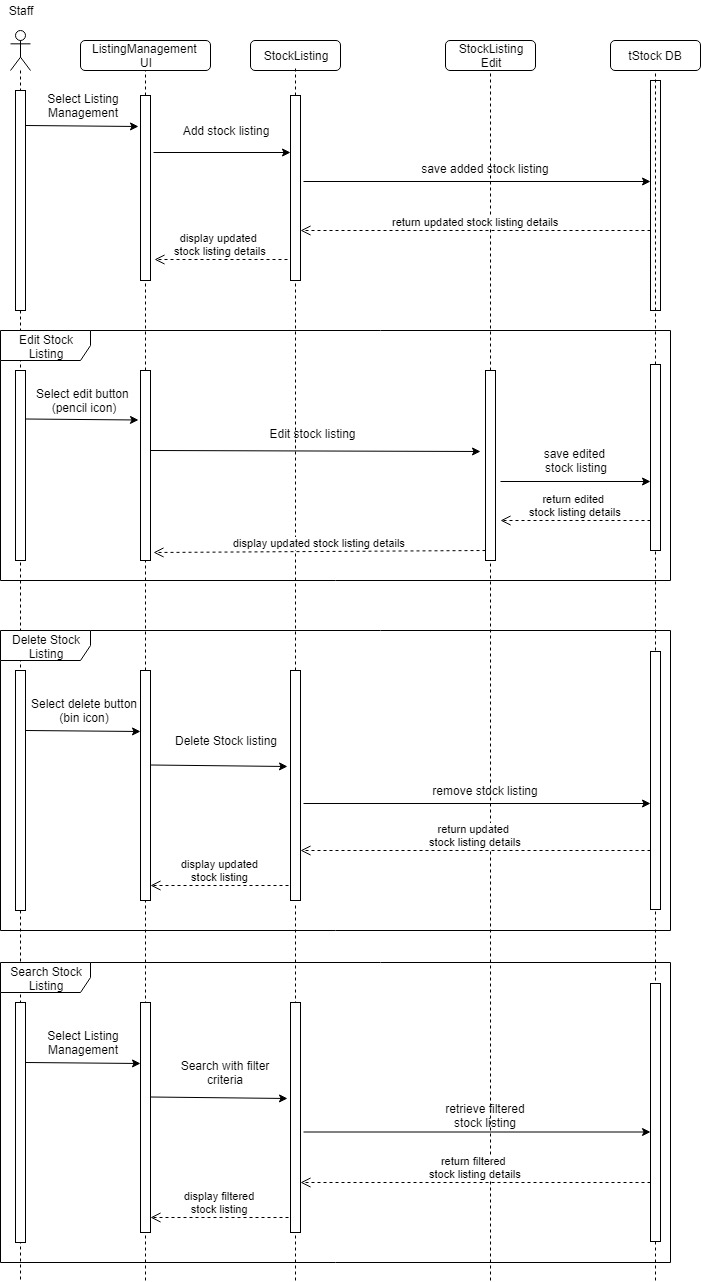 Staff
ListingManagement
UI
StockListing
StockListing
Edit
tStock DB
Select Listing
Management
Add stock listing
save added stock listing
return updated stock listing details
display updated
stock listing details
Edit Stock
Listing
Select edit button
(pencil icon)
Edit stock listing
save edited
stock listing
return edited
stock listing details
display updated stock listing details
Delete Stock
Listing
Select delete button
(bin icon)
Delete Stock listing
remove stock listing
return updated
stock listing details
display updated
stock listing
Search Stock
Listing
Select Listing
Management
Search with filter
criteria
retrieve filtered
stock listing
return filtered
stock listing details
display filtered
stock listing